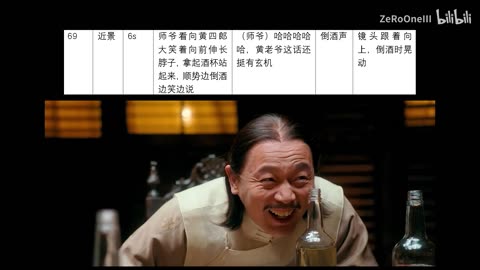 ZeRoOneIII bilibili
69
近景
6s
师爷看向黄四郎
大笑着向前伸长
脖子，拿起酒杯站
起来，顺势边倒酒
边笑边说
（师爷）哈哈哈哈
哈，黄老爷这话还
挺有玄机
倒酒声
镜头跟着向
上，倒酒时晃
动